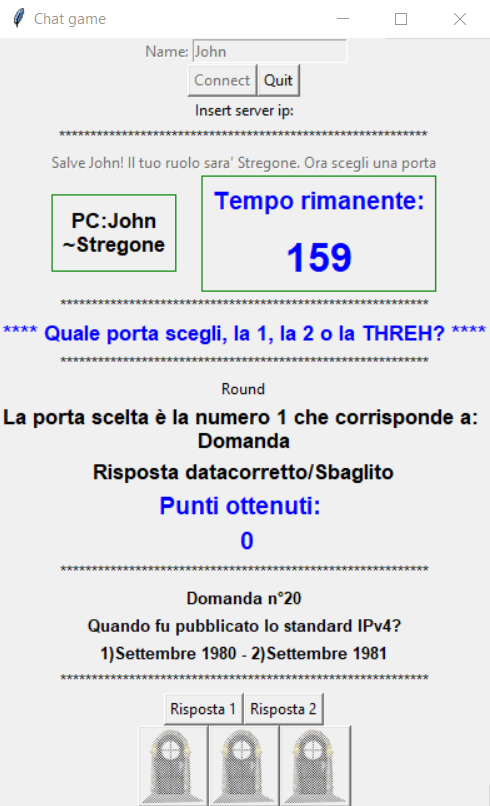 Chat game
Name: John
Connect Quit
Insert server ip:
***********************************************************
Salve John! Il tuo ruolo sara' Stregone. Ora scegli una porta
PC:John
~Stregone
Tempo rimanente:
159
***********************************************************
**** Quale porta scegli, la 1, la 2 o la THREH? ****
***********************************************************
Round
La porta scelta è la numero 1 che corrisponde a:
Domanda
Risposta datacorretto/Sbaglito
Punti ottenuti:
0
***********************************************************
Domanda n°20
Quando fu pubblicato lo standard IPv4?
1)Settembre 1980 - 2)Settembre 1981
***********************************************************
Risposta 1 Risposta 2